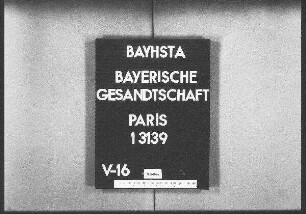 BAYHSTA
BAYERISCHE
GESANDTSCHAFT
PARIS
13139
V-16